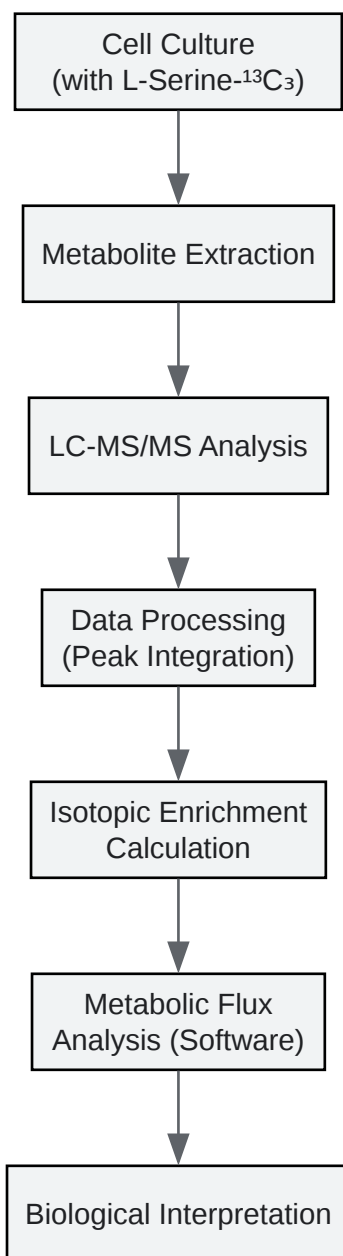 Cell Culture
(with L-Serine-¹³C₃)
Metabolite Extraction
LC-MS/MS Analysis
Data Processing
(Peak Integration)
Isotopic Enrichment
Calculation
Metabolic Flux
Analysis (Software)
Biological Interpretation